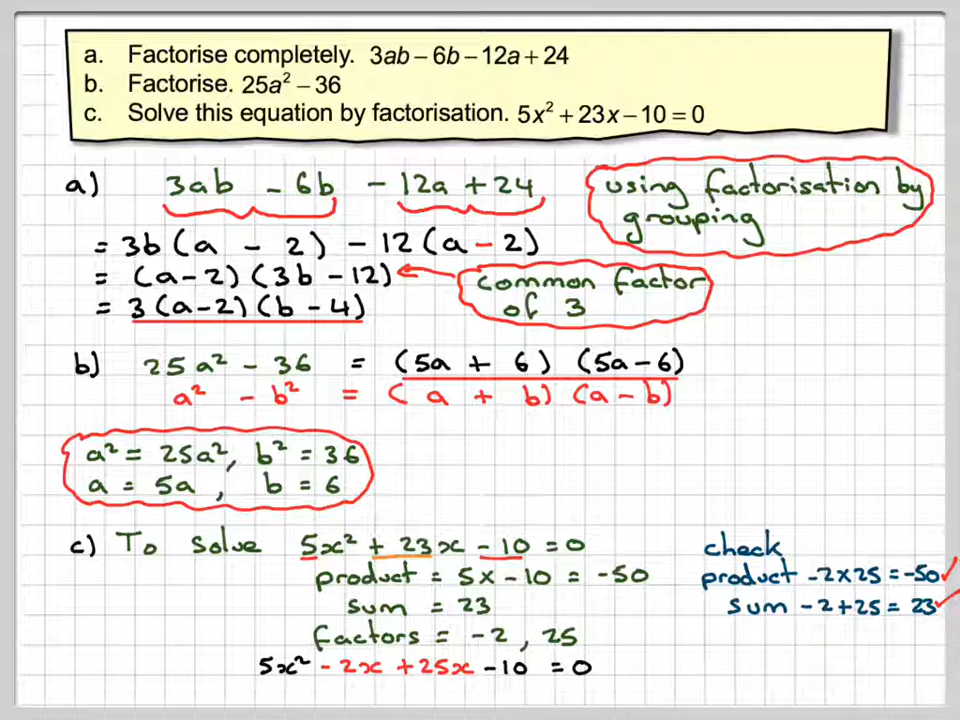 a. Factorise completely. 3ab – 6b – 12a + 24
b. Factorise. 25a² – 36
c. Solve this equation by factorisation. 5x² + 23x – 10 = 0
a) 3ab - 6b - 12a + 24
using factorisation by
grouping
= 3b(a - 2) - 12(a - 2)
= (a-2)(3b-12)
common factor
of 3
= 3(a-2)(b-4)
b) 25a² - 36 = (5a + 6)(5a-6)
a² - b² = (a + b)(a-b)
a² = 25a², b² = 36
a = 5a, b = 6
c) To solve 5x² + 23x - 10 = 0
product = 5x - 10 = -50
sum = 23
factors = -2, 25
5x² - 2x + 25x - 10 = 0
check
product -2x25 = -50 ✓
sum -2+25 = 23 ✓